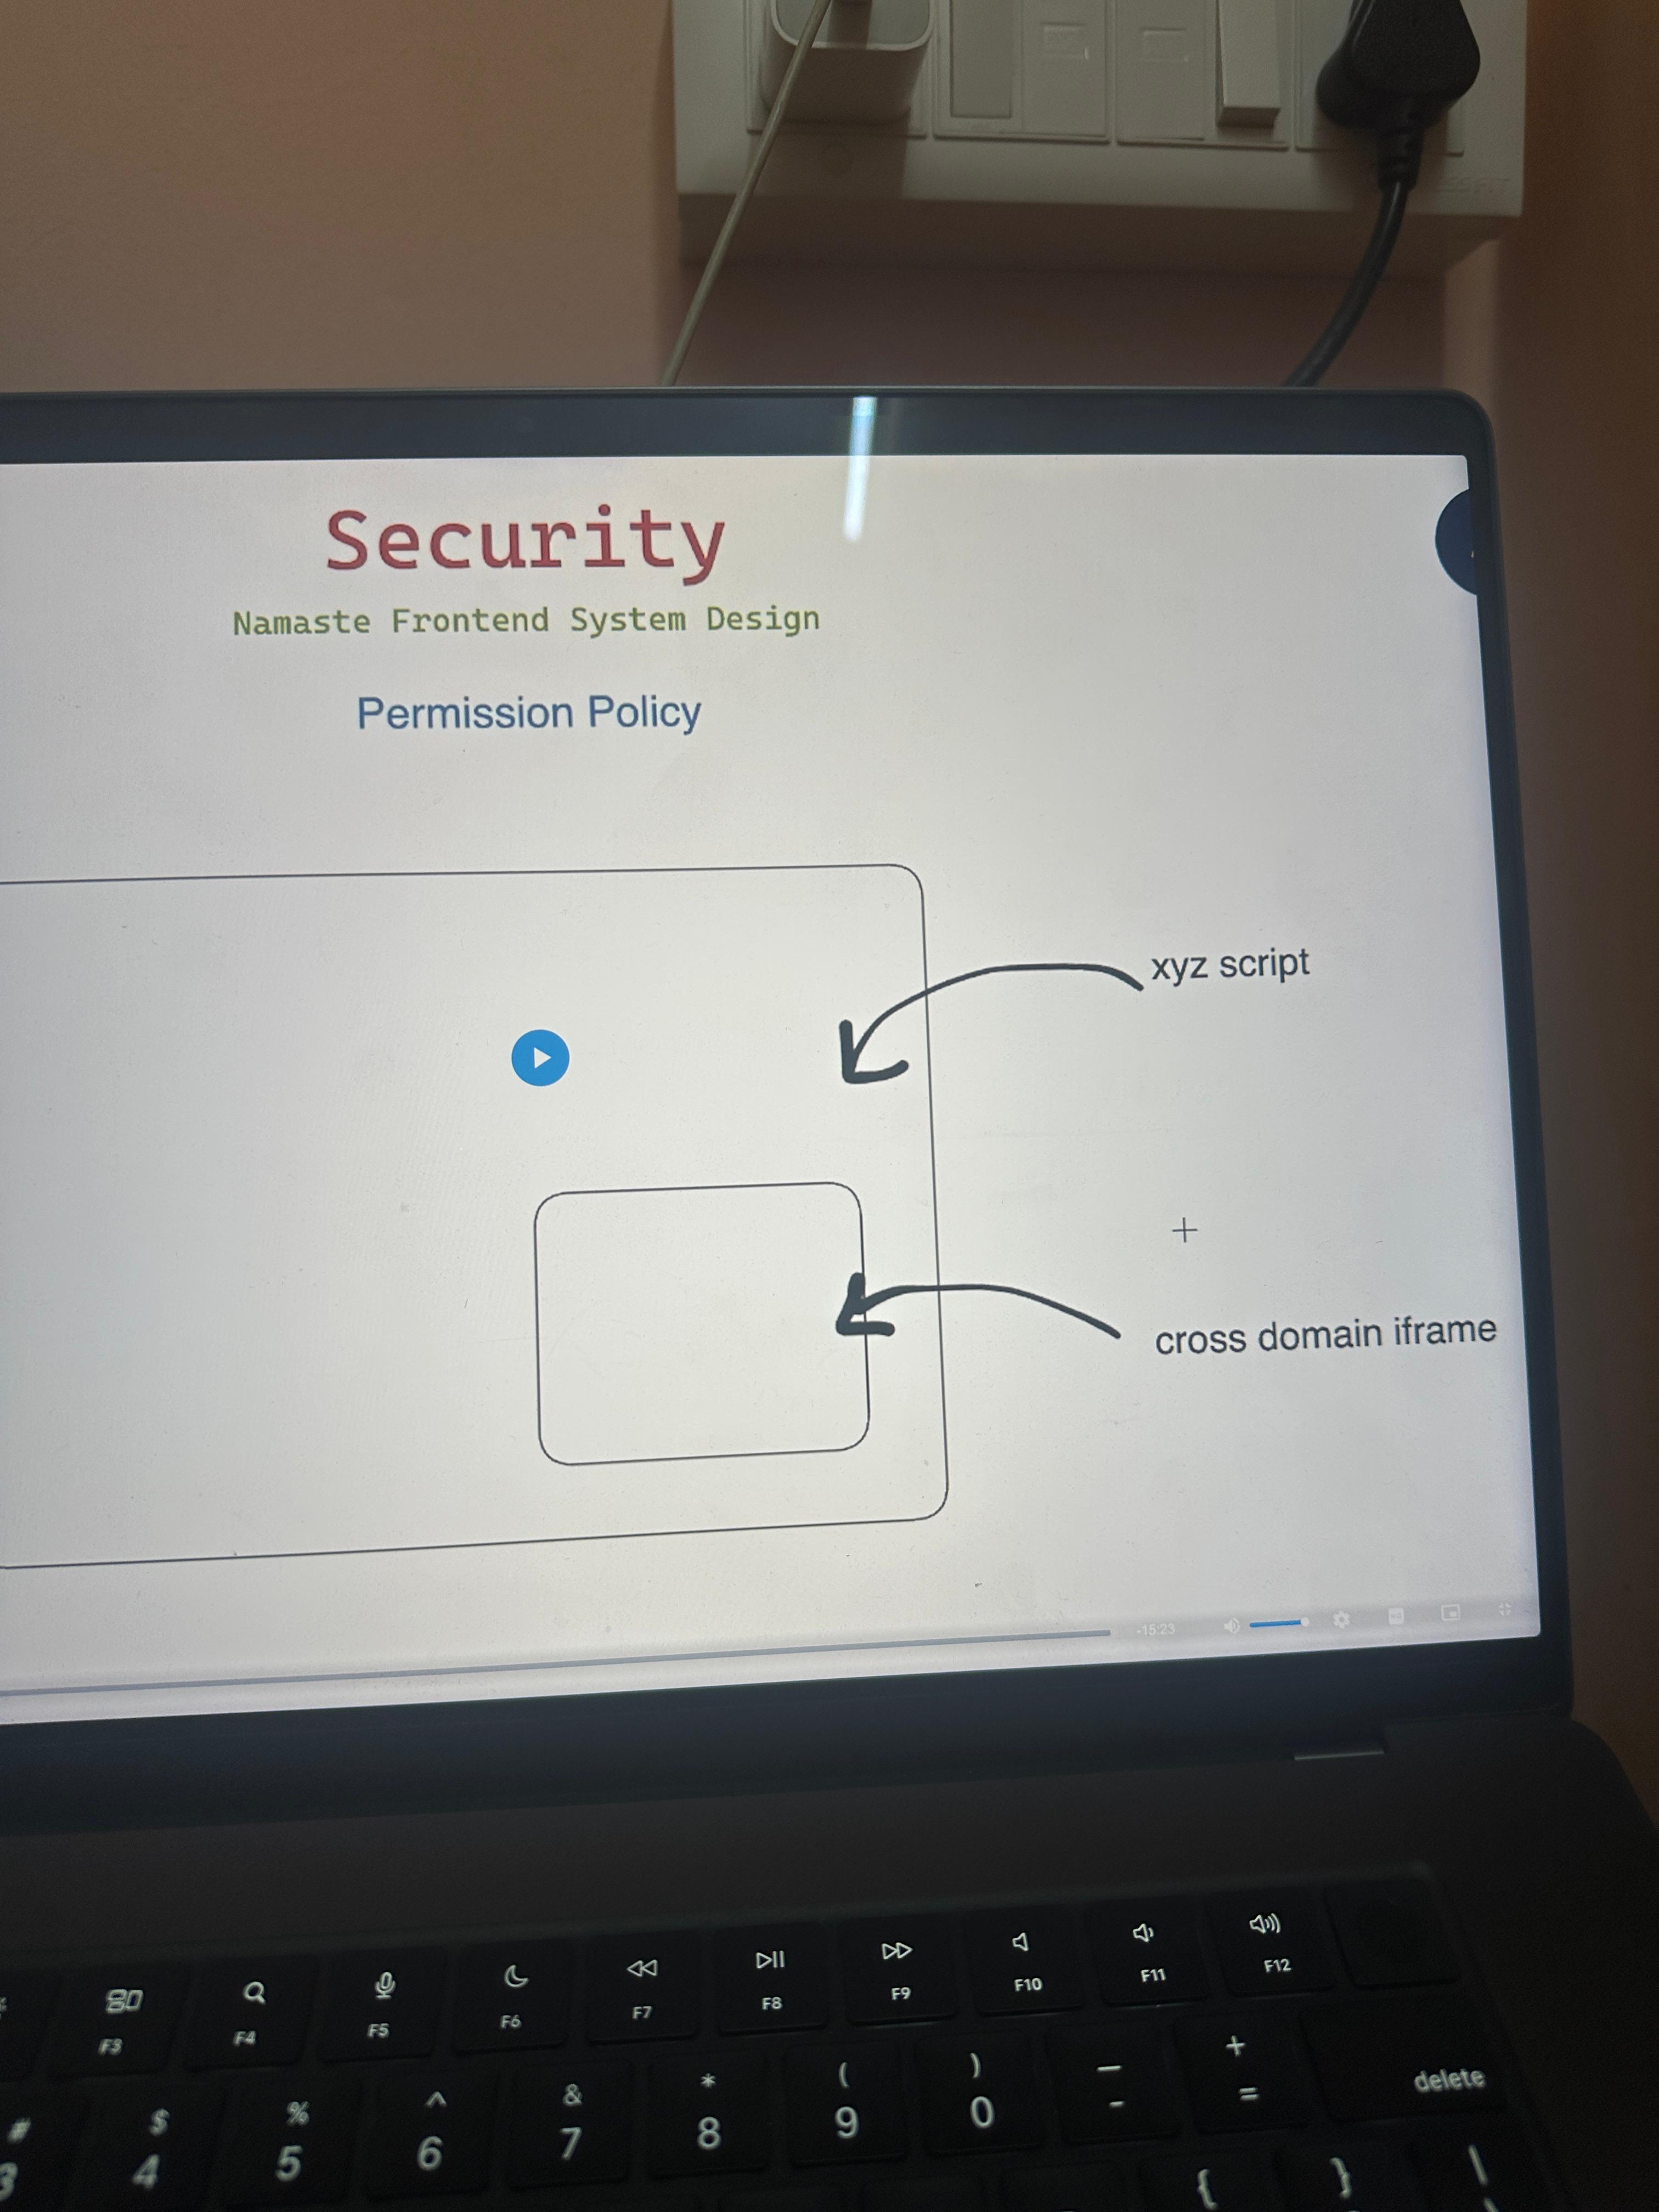 Security
Namaste Frontend System Design
Permission Policy
xyz script
+
cross domain iframe
-15:23
F3
F4
F5
F6
F7
F8
F9
F10
F11
F12
#
3
$
4
%
5
^
6
&
7
*
8
(
9
)
0
—
-
+
=
delete
{
}
|
\